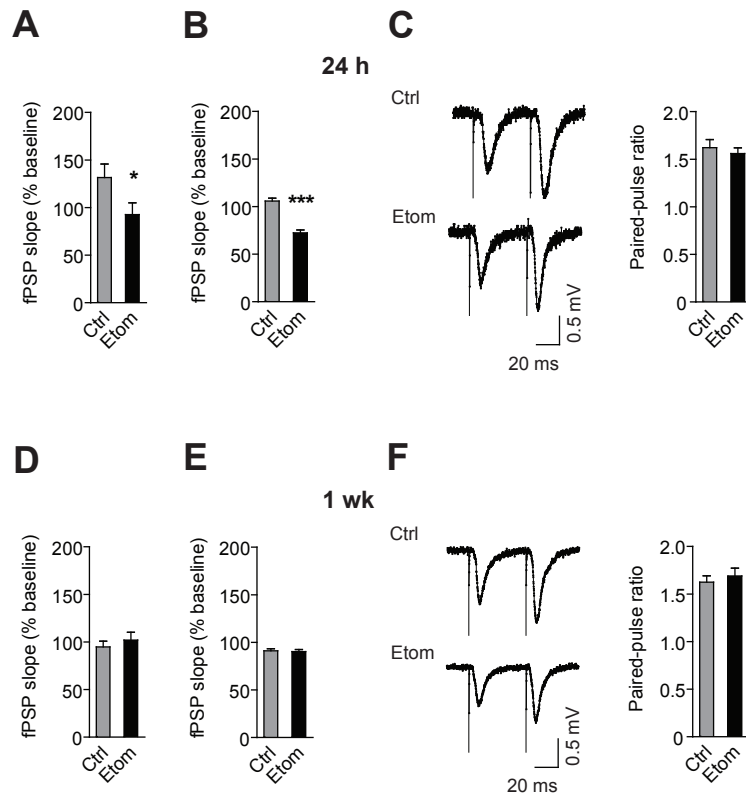 A
B
C
24 h
fPSP slope (% baseline)
200
150
100
50
0
*
Ctrl
Etom
fPSP slope (% baseline)
200
150
100
50
0
***
Ctrl
Etom
Ctrl
Etom
0.5 mV
20 ms
Paired-pulse ratio
2.0
1.5
1.0
0.5
0
Ctrl
Etom
D
E
F
1 wk
fPSP slope (% baseline)
200
150
100
50
0
Ctrl
Etom
fPSP slope (% baseline)
200
150
100
50
0
Ctrl
Etom
Ctrl
Etom
0.5 mV
20 ms
Paired-pulse ratio
2.0
1.5
1.0
0.5
0
Ctrl
Etom